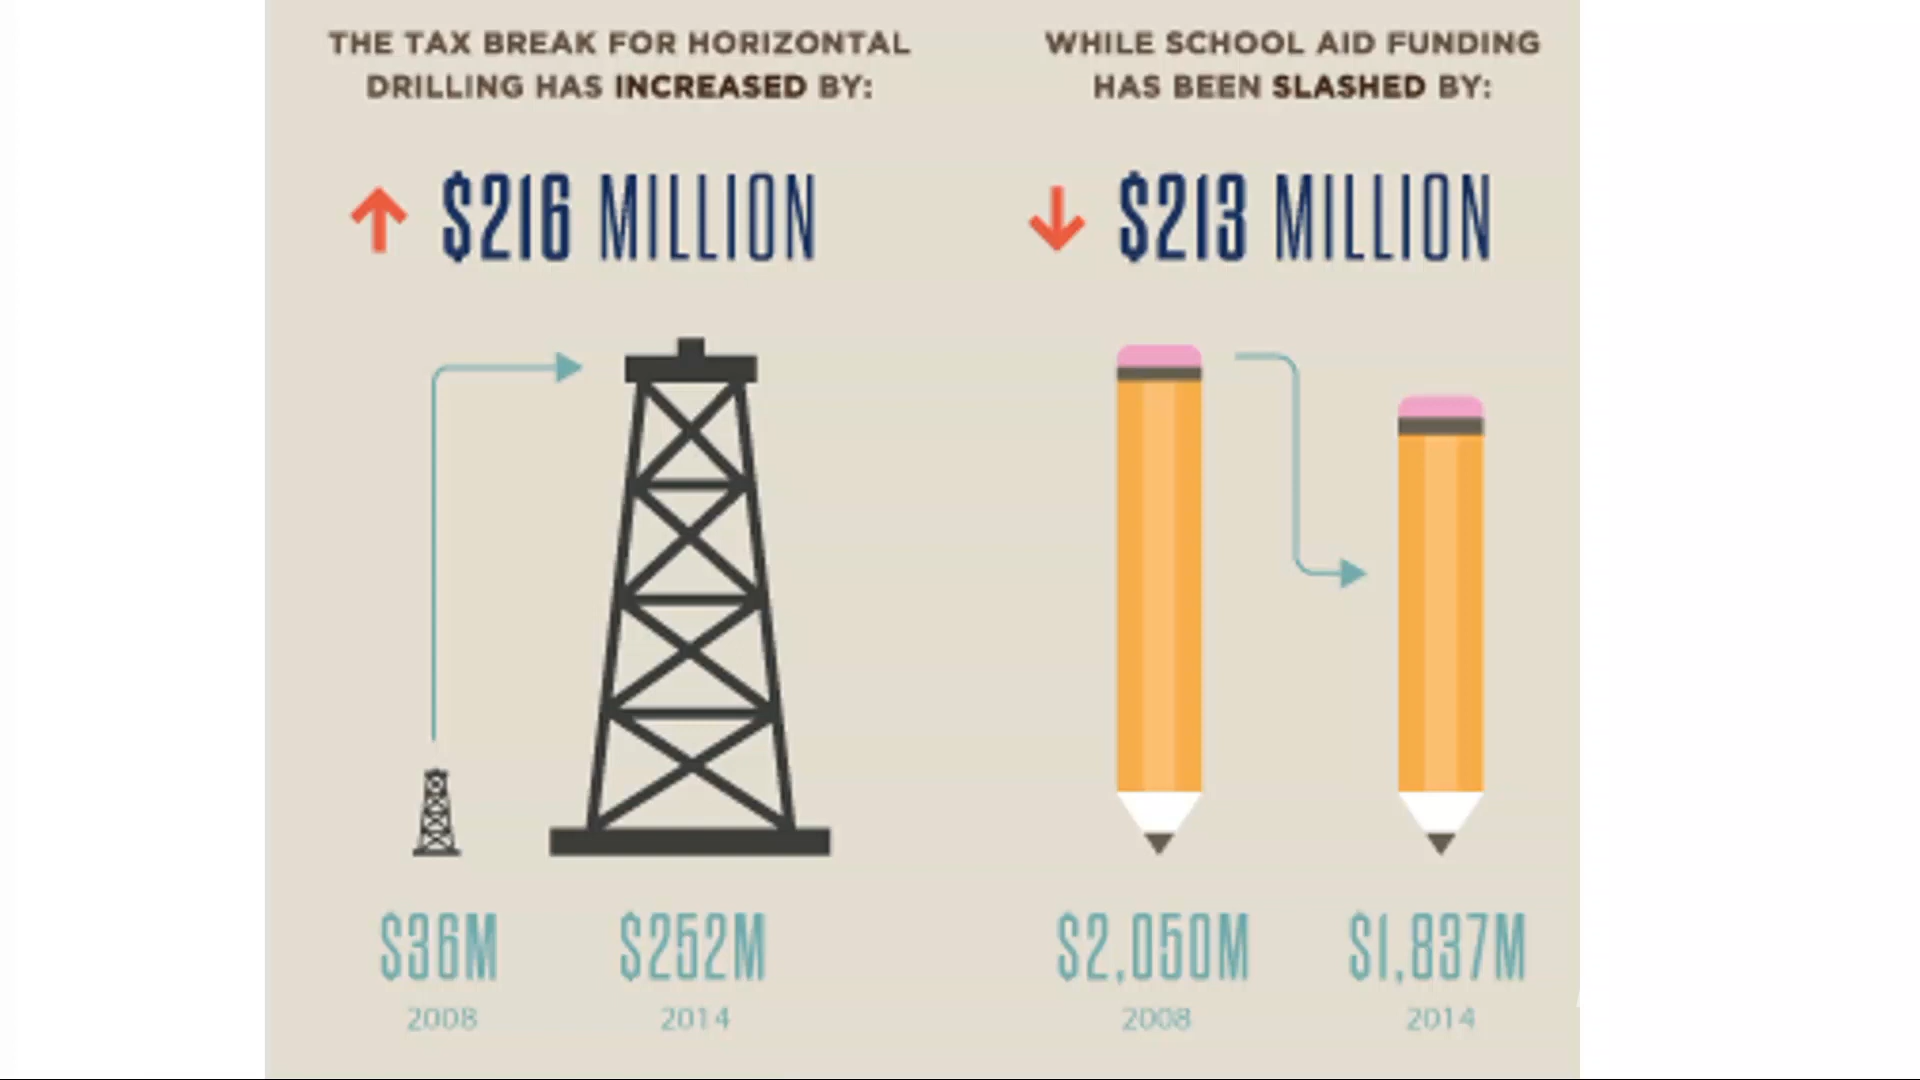 THE TAX BREAK FOR HORIZONTAL
DRILLING HAS INCREASED BY:
$216 MILLION
$36M
2008
$252M
2014
WHILE SCHOOL AID FUNDING
HAS BEEN SLASHED BY:
$213 MILLION
$2,050M
2008
$1,837M
2014